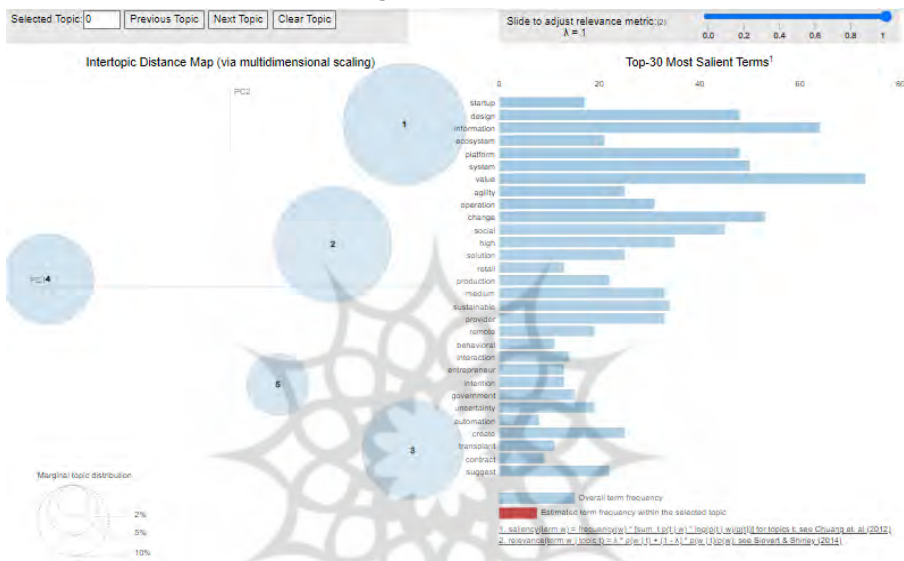 Selected Topic: 0 Previous Topic Next Topic Clear Topic
Slide to adjust relevance metric:(2)
λ = 1
0.0 0.2 0.4 0.6 0.8 1
Intertopic Distance Map (via multidimensional scaling)
PC2
PC1
1
2
4
5
3
Marginal topic distribution
2%
5%
10%
Top-30 Most Salient Terms1
0 20 40 60 80
startup
design
information
ecosystem
platform
system
value
agility
operation
change
social
high
solution
retail
production
medium
sustainable
provider
remote
behavioral
interaction
entrepreneur
intention
government
uncertainty
automation
create
transplant
contract
suggest
Overall term frequency
Estimated term frequency within the selected topic
1. saliency(term w) = frequency(w) * [sum_t p(t | w) * log(p(t | w)/p(t))] for topics t; see Chuang et. al (2012)
2. relevance(term w | topic t) = λ * p(w | t) + (1 - λ) * p(w | t)/p(w); see Sievert & Shirley (2014)